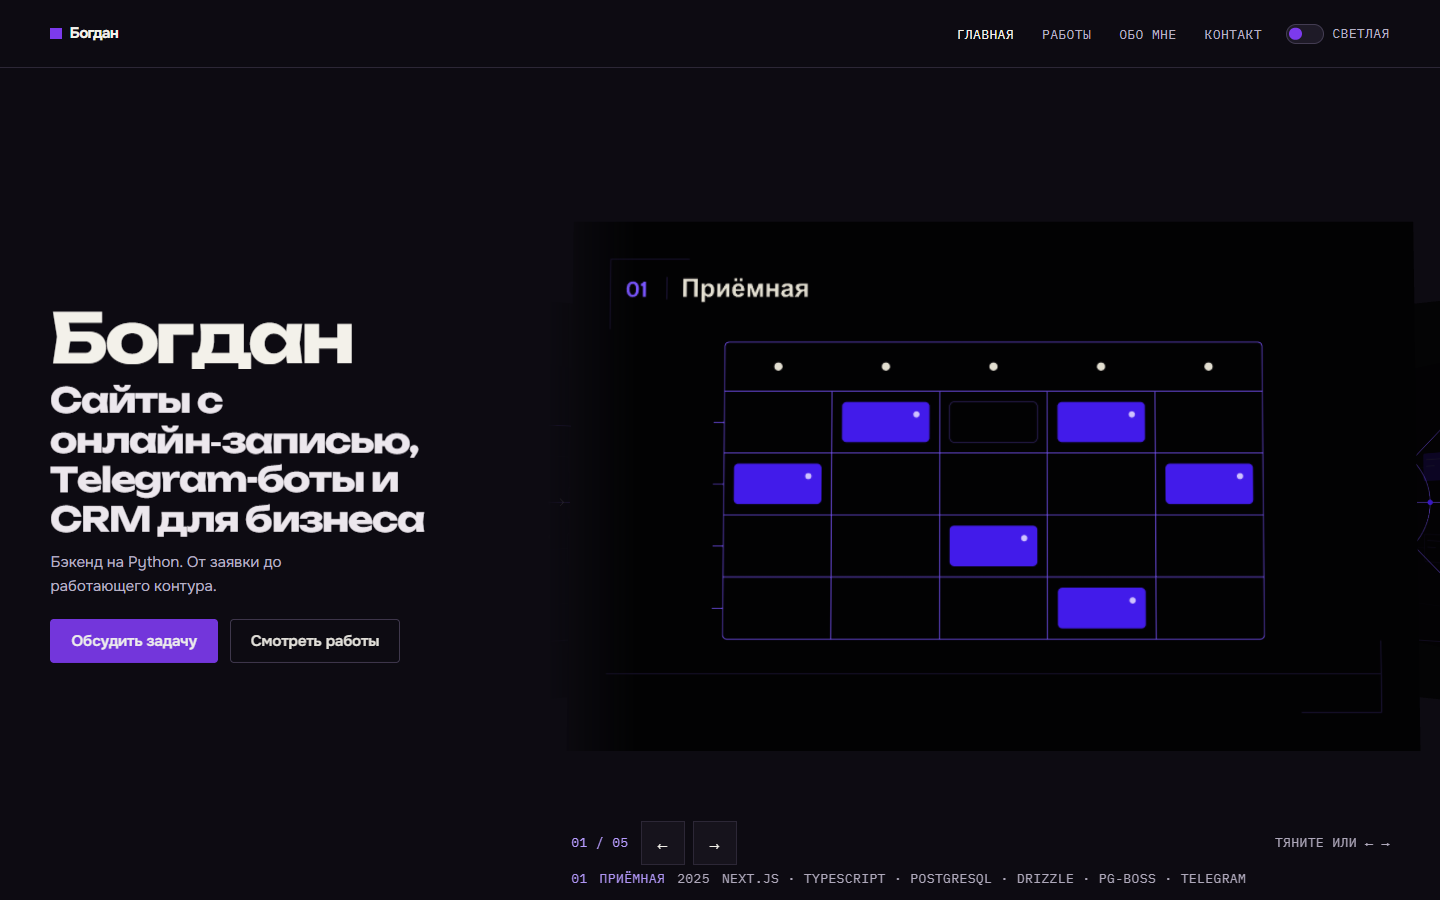 Богдан
ГЛАВНАЯ РАБОТЫ ОБО МНЕ КОНТАКТ СВЕТЛАЯ
01 Приёмная
Богдан
Сайты с
онлайн-записью,
Telegram-боты и
CRM для бизнеса
Бэкенд на Python. От заявки до
работающего контура.
Обсудить задачу Смотреть работы
01 / 05 ← →
ТЯНИТЕ ИЛИ ← →
01 ПРИЁМНАЯ 2025 NEXT.JS · TYPESCRIPT · POSTGRESQL · DRIZZLE · PG-BOSS · TELEGRAM